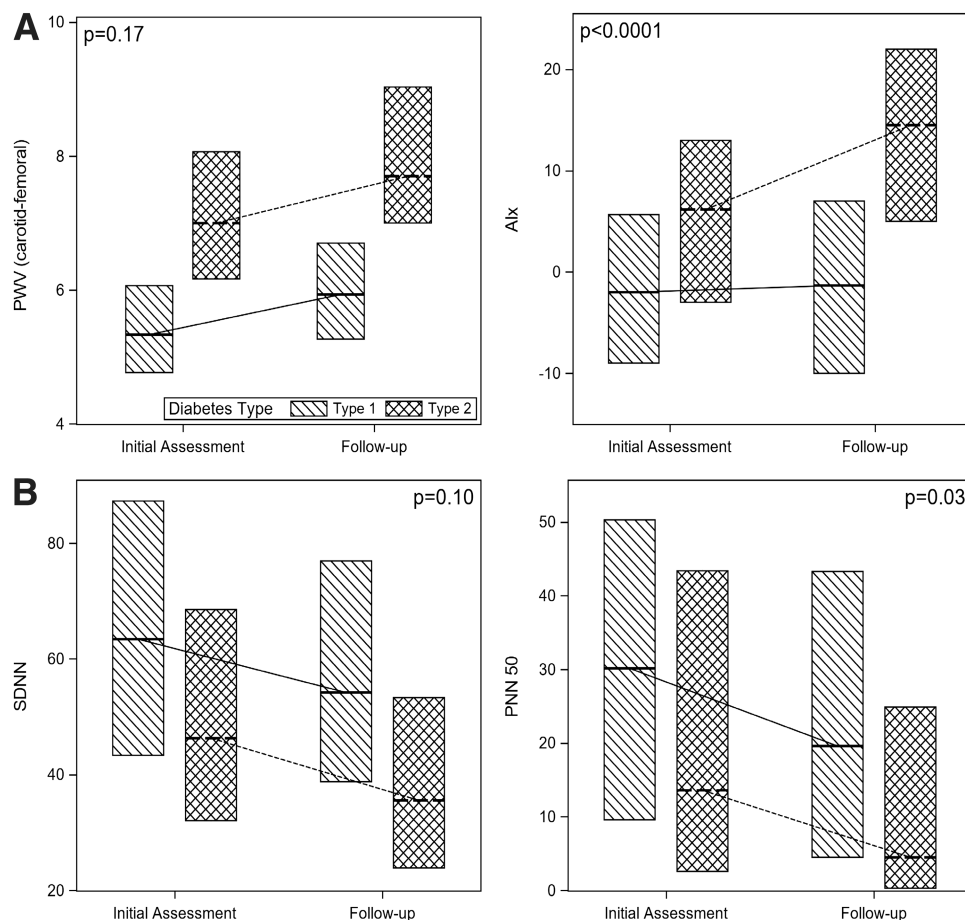 A
p=0.17
10
8
6
4
PWV (carotid-femoral)
Diabetes Type Type 1 Type 2
Initial Assessment Follow-up
p<0.0001
20
10
0
-10
AIx
Initial Assessment Follow-up
B
p=0.10
80
60
40
20
SDNN
Initial Assessment Follow-up
p=0.03
50
40
30
20
10
0
PNN 50
Initial Assessment Follow-up